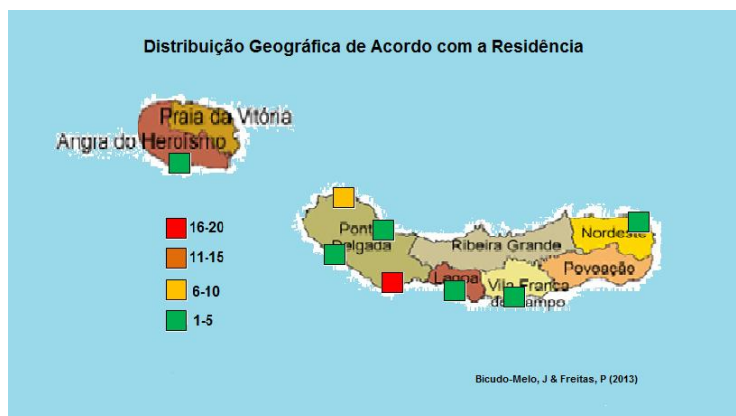 Distribuição Geográfica de Acordo com a Residência
Praia da Vitória
Angra do Heroísmo
16-20
11-15
6-10
1-5
Ponta
Delgada
Ribeira Grande
Nordeste
Povoação
Lagoa
Vila Franca
do Campo
Bicudo-Melo, J & Freitas, P (2013)